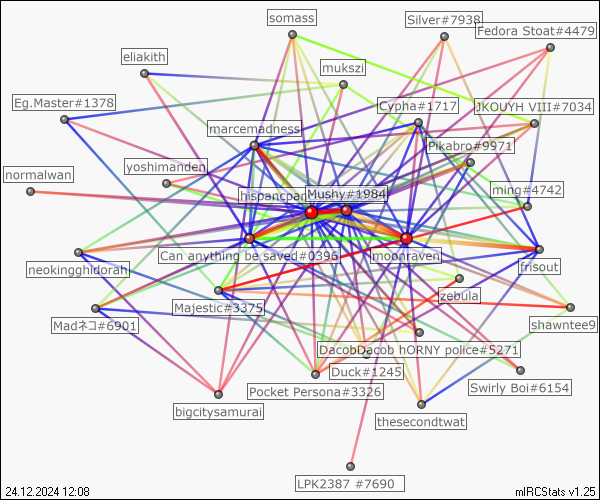 somass
Silver#7938
Fedora Stoat#4479
eliakith
mukszi
Eg.Master#1378
Cypha#1717
JKOUYH VIII#7034
marcemadness
Pikabro#9971
yoshimanden
normalwan
ming#4742
Mushy#1984
Can anything be saved#0396
moonraven
neokingghidorah
frisout
Majestic#3375
zebula
Madネコ#6901
shawntee9
DacobDacob hORNY police#5271
Duck#1245
Pocket Persona#3326
Swirly Boi#6154
bigcitysamurai
thesecondtwat
LPK2387 #7690
24.12.2024 12:08
mIRCStats v1.25